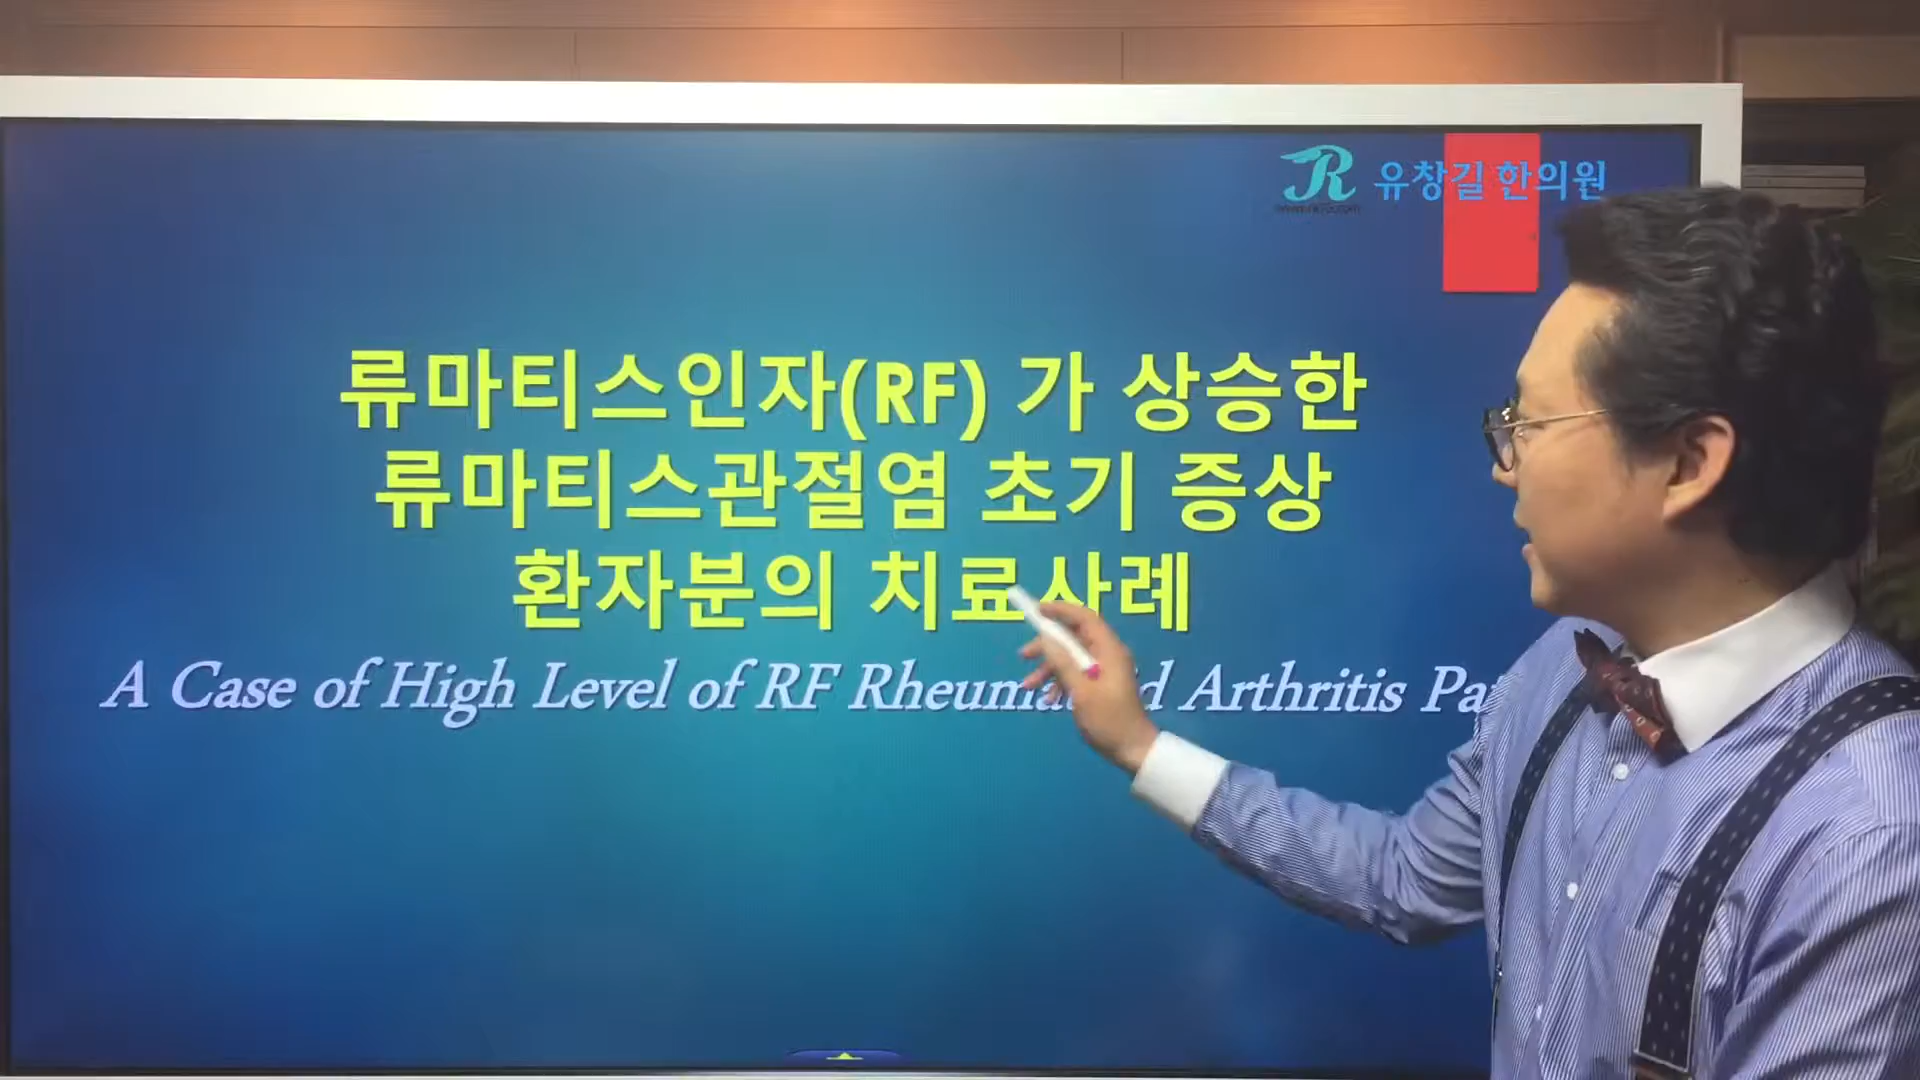 유창길 한의원
류마티스인자(RF) 가 상승한
류마티스관절염 초기 증상
환자분의 치료사례
A Case of High Level of RF Rheumatoid Arthritis